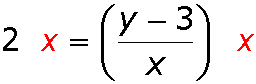 2 x = ( (y − 3) / x ) x